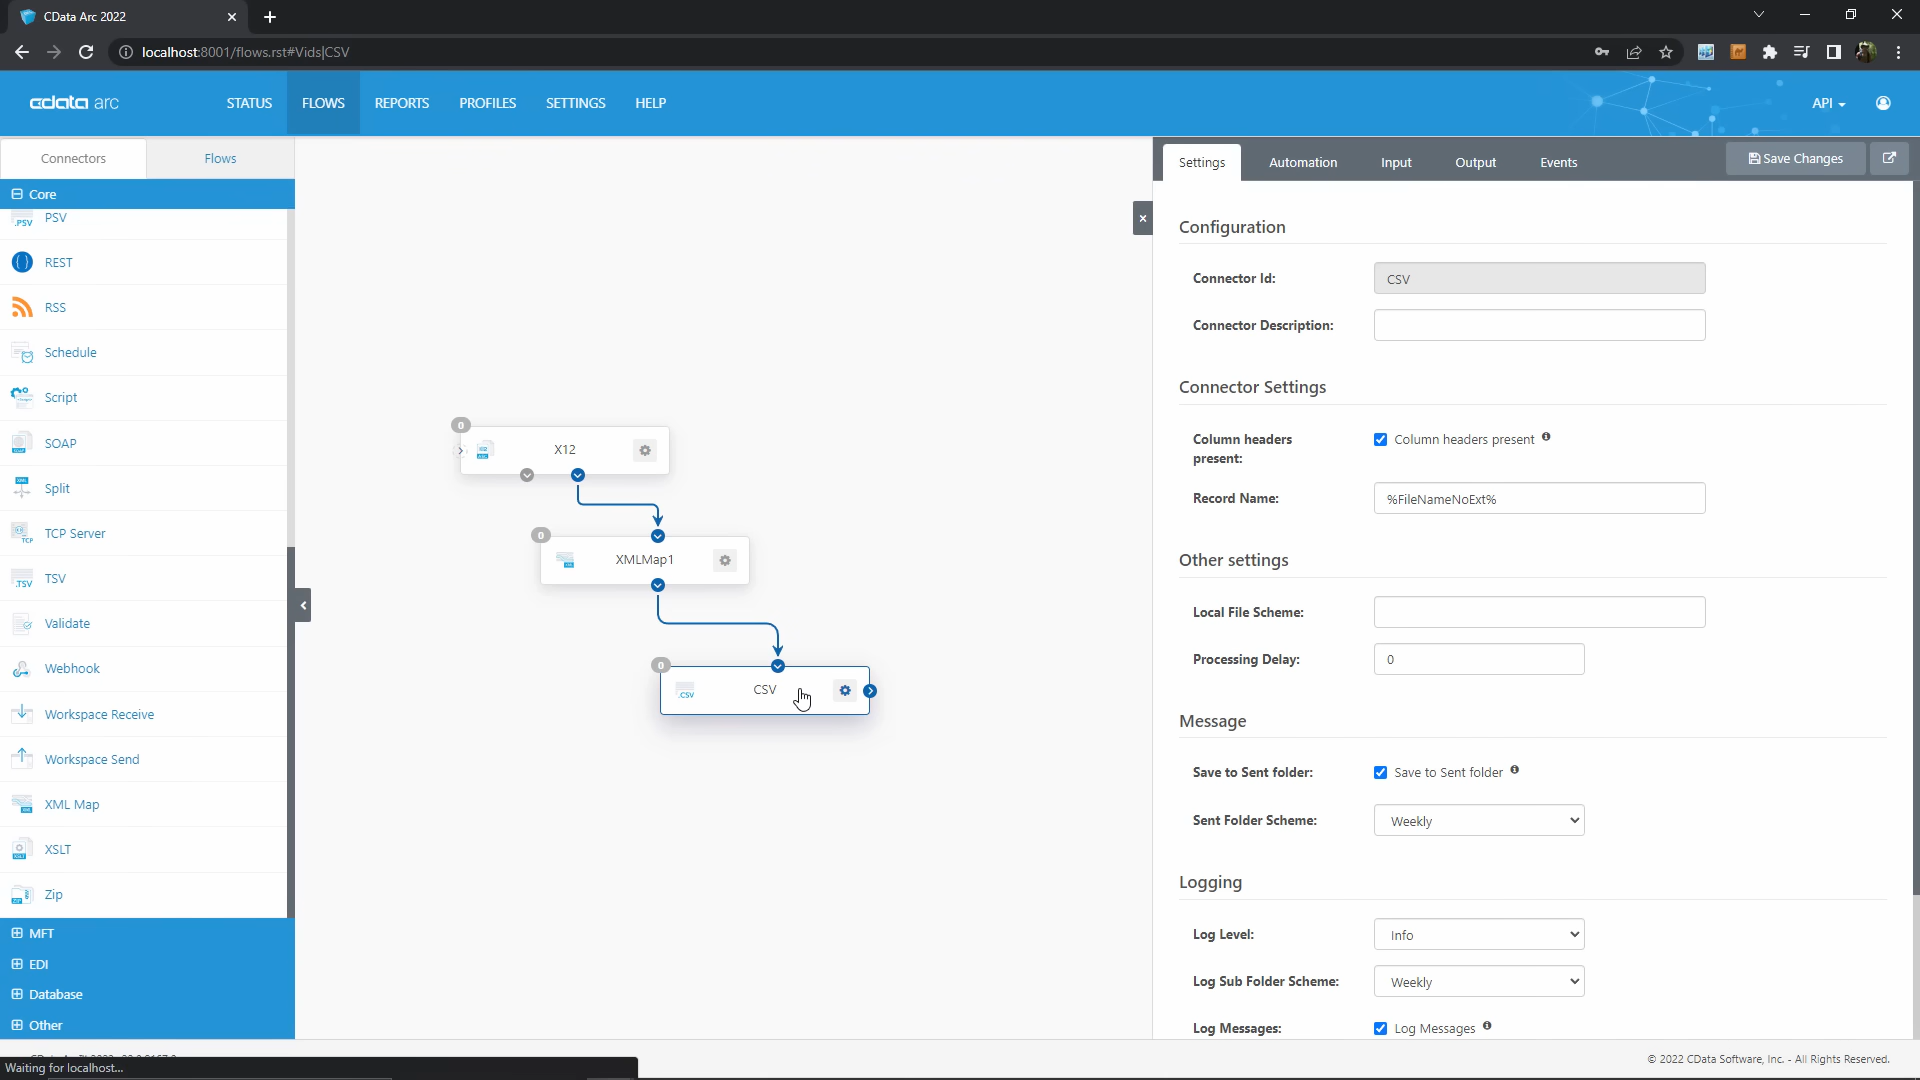 CData Arc 2022
localhost:8001/flows.rst#Vids|CSV
cdata arc
STATUS
FLOWS
REPORTS
PROFILES
SETTINGS
HELP
API
Connectors
Flows
Core
PSV
REST
RSS
Schedule
Script
SOAP
Split
TCP Server
TSV
Validate
Webhook
Workspace Receive
Workspace Send
XML Map
XSLT
Zip
MFT
EDI
Database
Other
0
X12
0
XMLMap1
0
CSV
Settings
Automation
Input
Output
Events
Save Changes
Configuration
Connector Id:
CSV
Connector Description:
Connector Settings
Column headers
present:
Column headers present
Record Name:
%FileNameNoExt%
Other settings
Local File Scheme:
Processing Delay:
0
Message
Save to Sent folder:
Save to Sent folder
Sent Folder Scheme:
Weekly
Logging
Log Level:
Info
Log Sub Folder Scheme:
Weekly
Log Messages:
Log Messages
Waiting for localhost...
© 2022 CData Software, Inc. - All Rights Reserved.